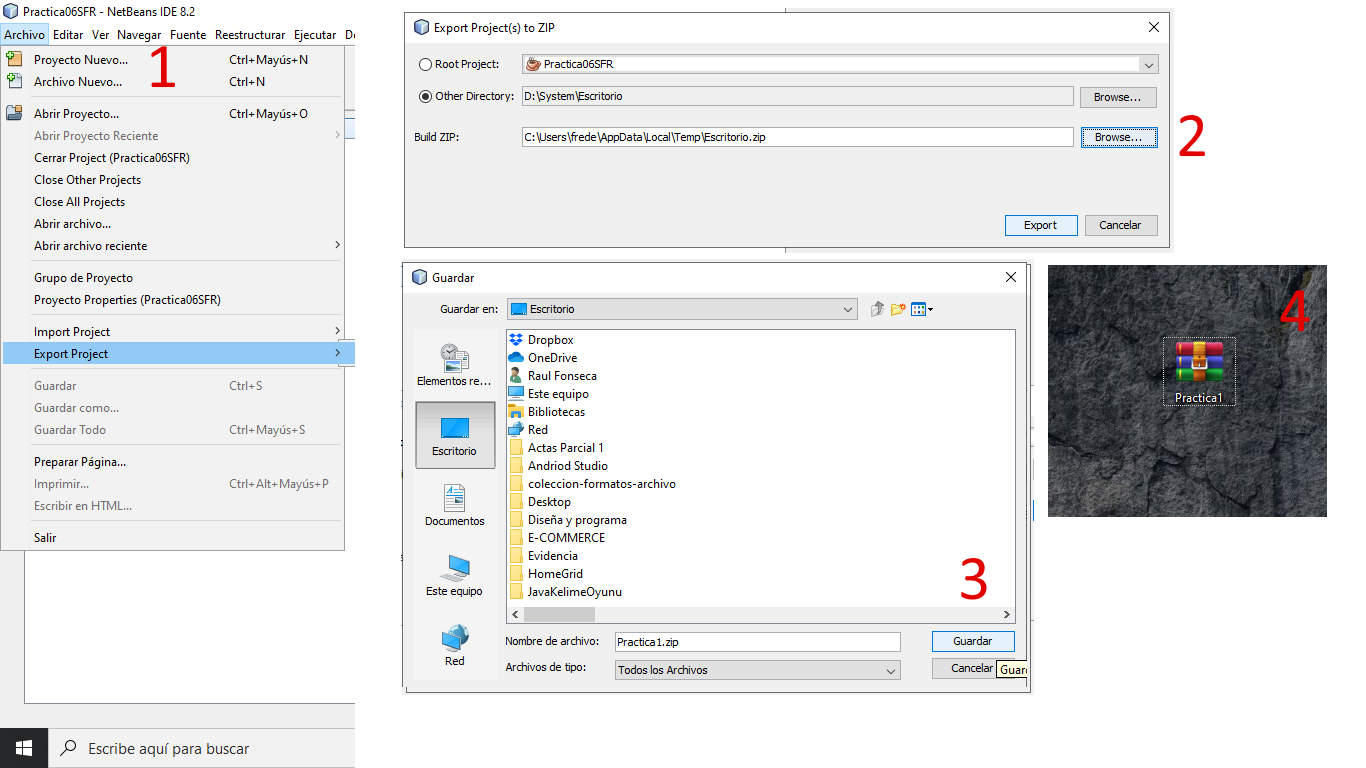 Practica06SFR - NetBeans IDE 8.2
Archivo Editar Ver Navegar Fuente Reestructurar Ejecutar
1
Proyecto Nuevo... Ctrl+Mayús+N
Archivo Nuevo... Ctrl+N
Abrir Proyecto... Ctrl+Mayús+O
Abrir Proyecto Reciente
Cerrar Project (Practica06SFR)
Close Other Projects
Close All Projects
Abrir archivo...
Abrir archivo reciente
Grupo de Proyecto
Proyecto Properties (Practica06SFR)
Import Project
Export Project
Guardar Ctrl+S
Guardar como...
Guardar Todo Ctrl+Mayús+S
Preparar Página...
Imprimir... Ctrl+Alt+Mayús+P
Escribir en HTML...
Salir
Escribe aquí para buscar
Export Project(s) to ZIP
Root Project: Practica06SFR
Other Directory: D:\System\Escritorio Browse...
Build ZIP: C:\Users\frede\AppData\Local\Temp\Escritorio.zip Browse...
2
Export Cancelar
Guardar
Guardar en: Escritorio
Elementos re...
Escritorio
Documentos
Este equipo
Red
Dropbox
OneDrive
Raul Fonseca
Este equipo
Bibliotecas
Red
Actas Parcial 1
Andriod Studio
coleccion-formatos-archivo
Desktop
Diseña y programa
E-COMMERCE
Evidencia
HomeGrid
JavaKelimeOyunu
3
Nombre de archivo: Practica1.zip Guardar
Archivos de tipo: Todos los Archivos Cancelar
4
Practica1